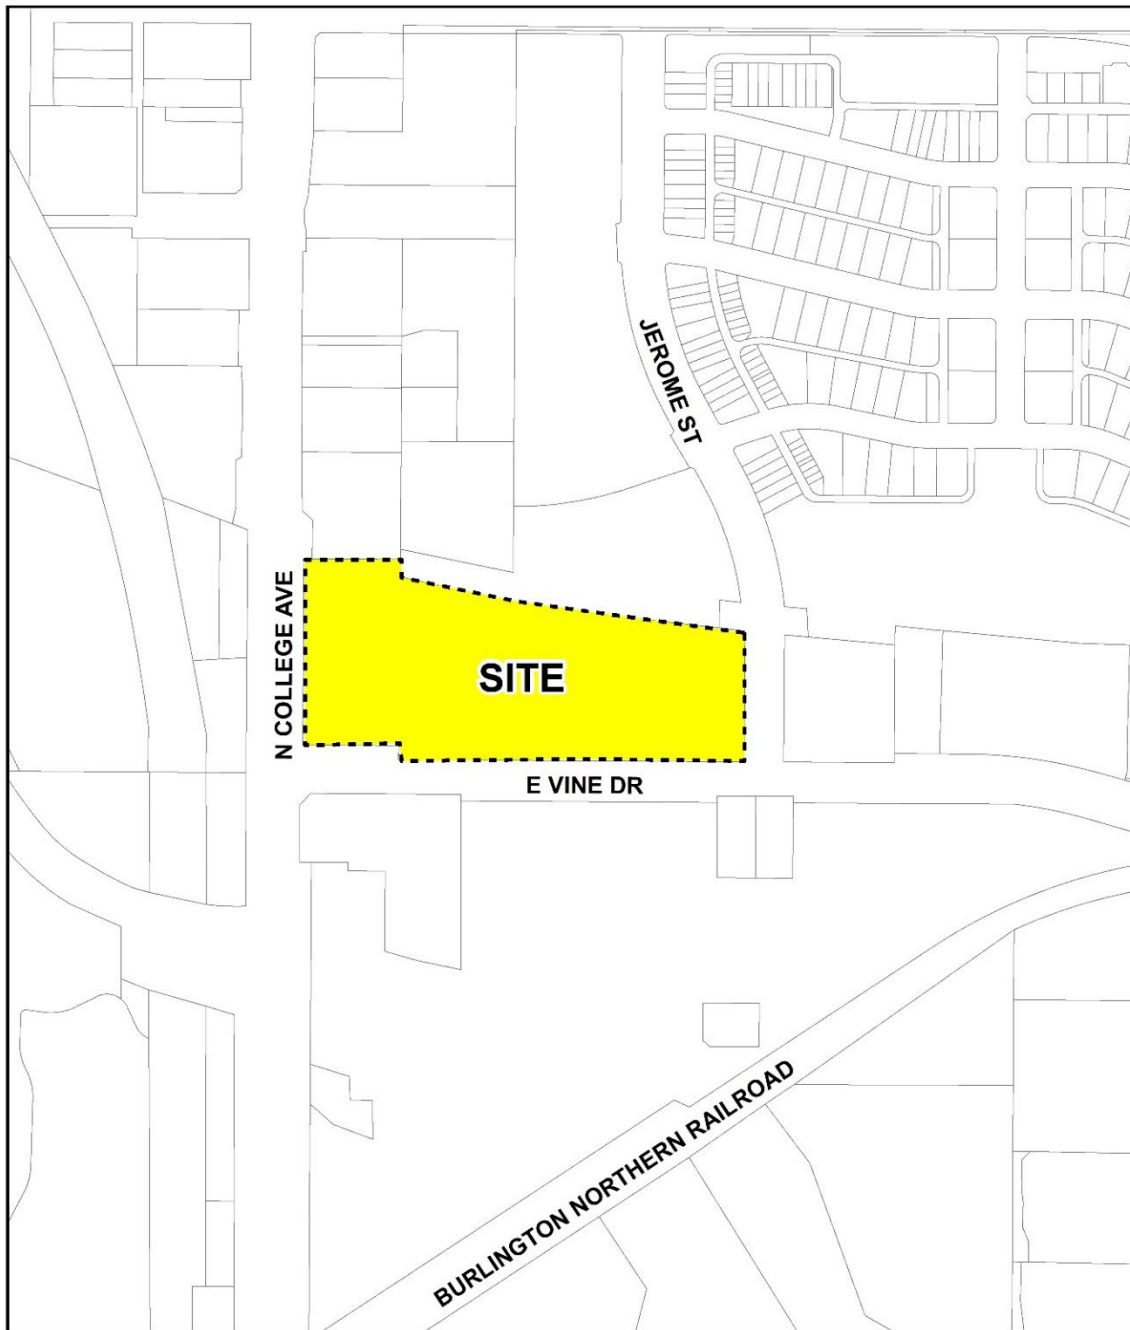 JEROME ST
N COLLEGE AVE
SITE
E VINE DR
BURLINGTON NORTHERN RAILROAD